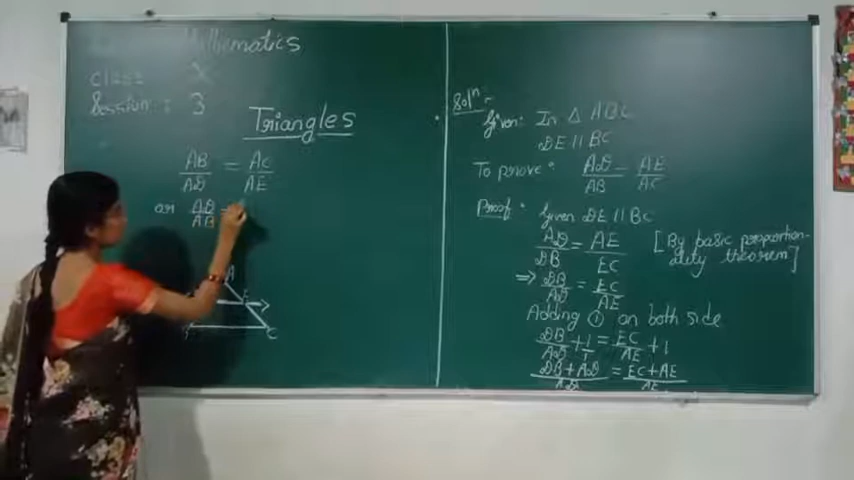 Mathematics
class X
Session : 3
Triangles
AB/AD = AC/AE
or AD/AB =
A
E
C
Solⁿ:-
Given: In △ ABC
DE || BC
To prove: AD/AB = AE/AC
Proof: Given DE || BC
AD/DB = AE/EC [By basic proportion-
ality theorem]
⇒ DB/AD = EC/AE
Adding ① on both side
DB/AD + 1/1 = EC/AE + 1
DB + AD/AD = EC + AE/AE